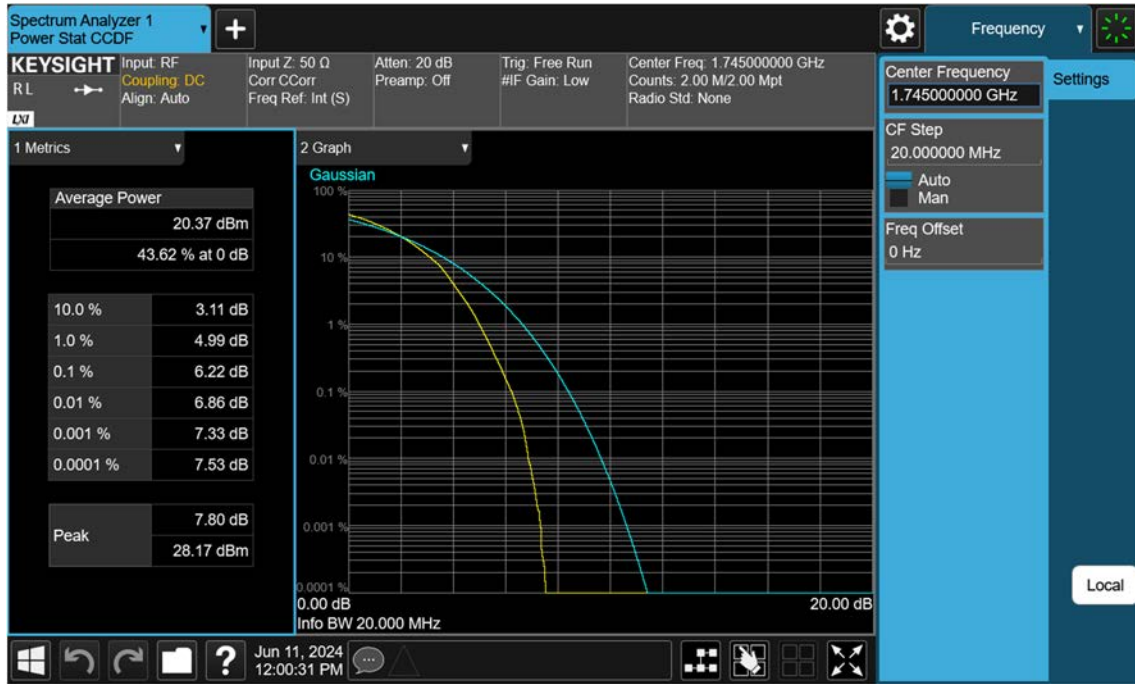 Spectrum Analyzer 1
Power Stat CCDF
+
Frequency
KEYSIGHT
R L
LXI
Input: RF
Coupling: DC
Align: Auto
Input Z: 50 Ω
Corr CCorr
Freq Ref: Int (S)
Atten: 20 dB
Preamp: Off
Trig: Free Run
#IF Gain: Low
Center Freq: 1.745000000 GHz
Counts: 2.00 M/2.00 Mpt
Radio Std: None
1 Metrics
Average Power
20.37 dBm
43.62 % at 0 dB
10.0 % 3.11 dB
1.0 % 4.99 dB
0.1 % 6.22 dB
0.01 % 6.86 dB
0.001 % 7.33 dB
0.0001 % 7.53 dB
Peak
7.80 dB
28.17 dBm
2 Graph
Gaussian
100 %
10 %
1 %
0.1 %
0.01 %
0.001 %
0.0001 %
0.00 dB 20.00 dB
Info BW 20.000 MHz
Center Frequency
1.745000000 GHz
CF Step
20.000000 MHz
Auto
Man
Freq Offset
0 Hz
Settings
Local
?
Jun 11, 2024
12:00:31 PM